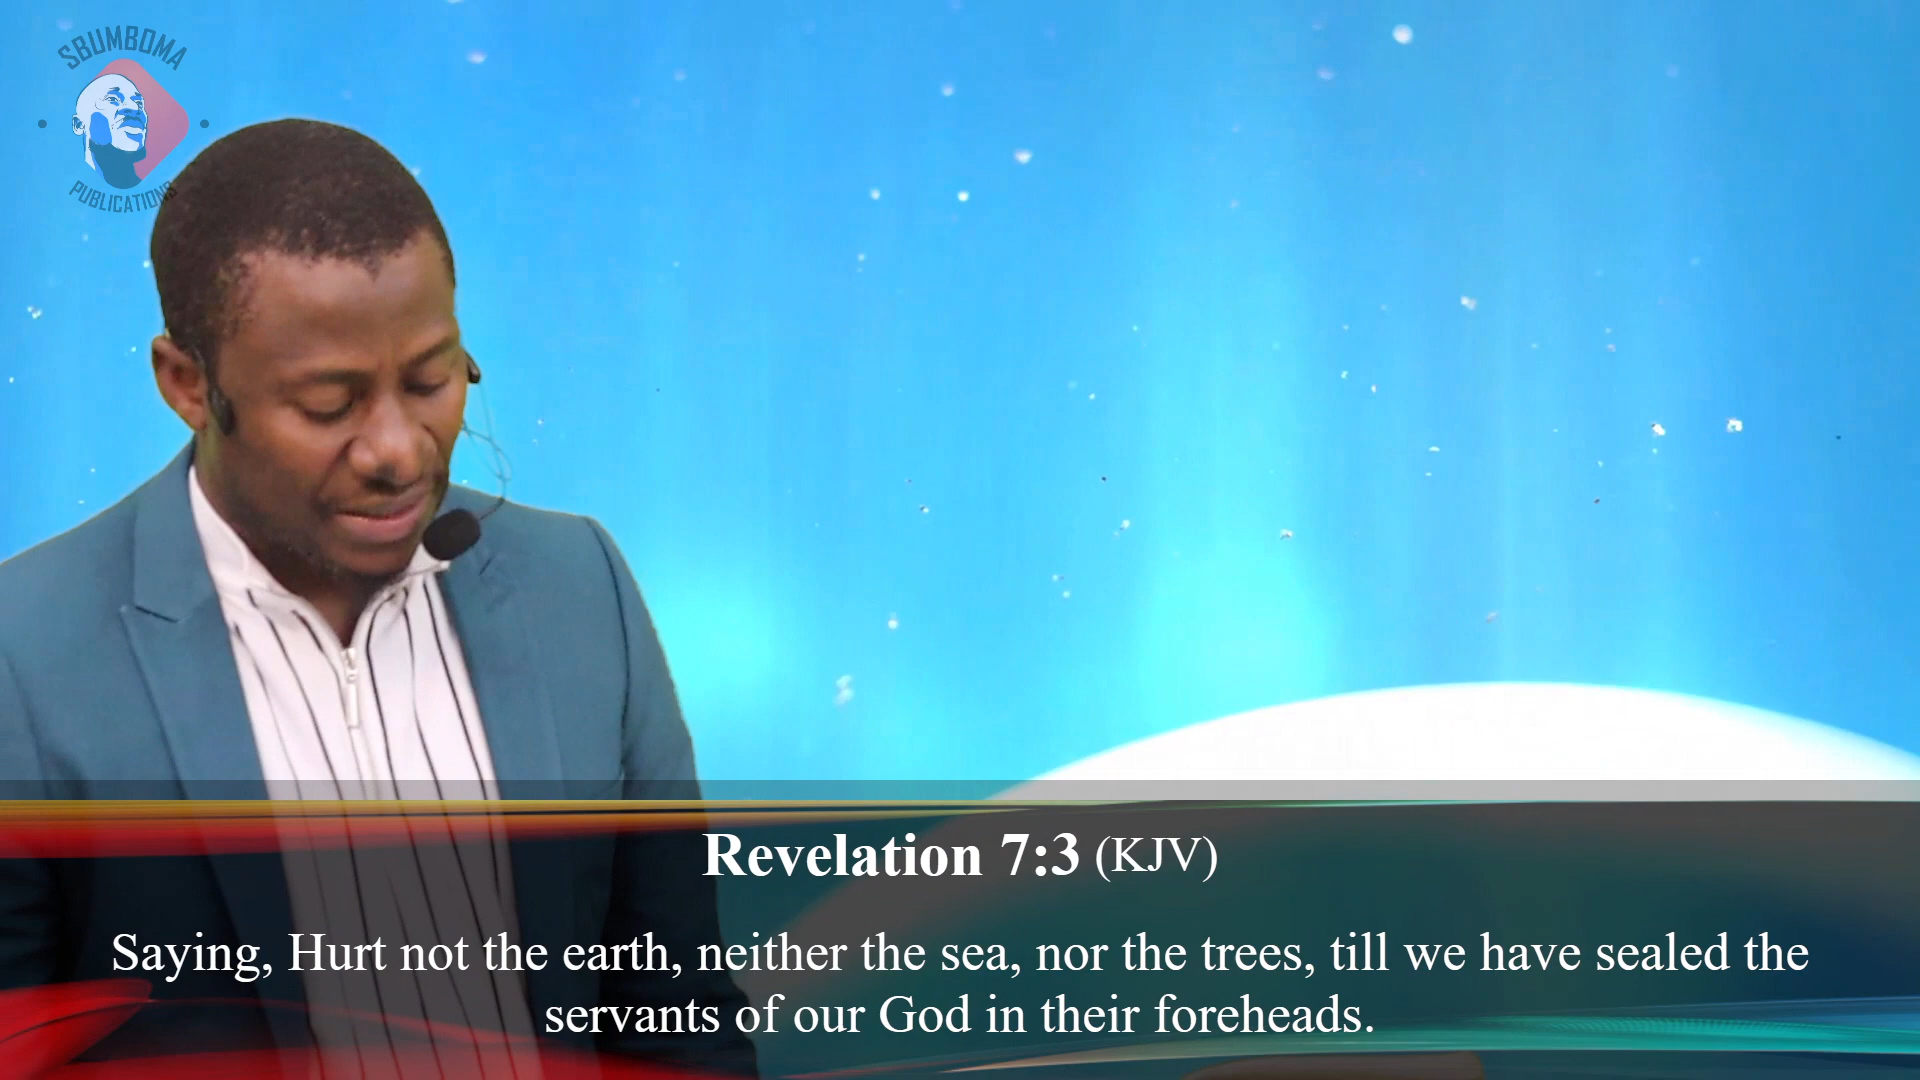 SBUMBOMA
PUBLICATIONS
Revelation 7:3 (KJV)
Saying, Hurt not the earth, neither the sea, nor the trees, till we have sealed the
servants of our God in their foreheads.